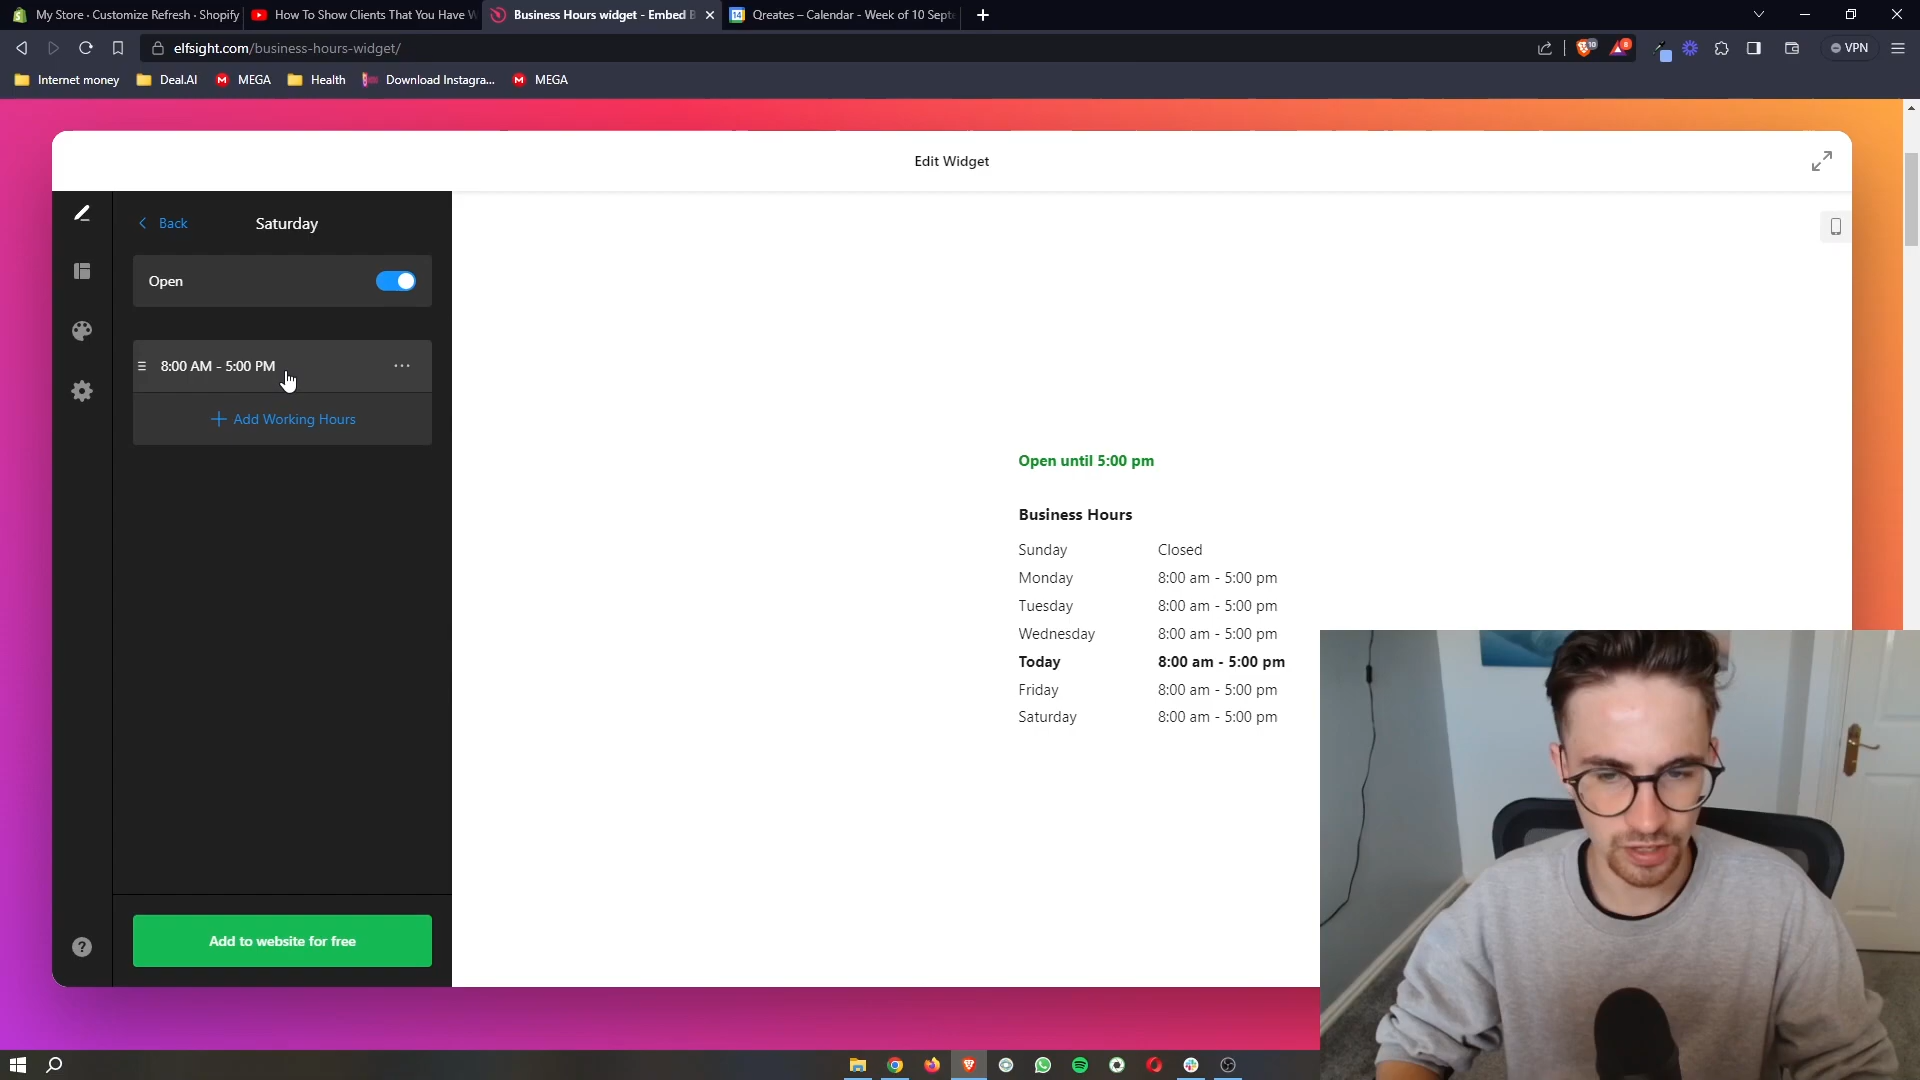 My Store · Customize Refresh · Shopify
How To Show Clients That You Have W
Business Hours widget - Embed B
Qreates – Calendar - Week of 10 Sept
elfsight.com/business-hours-widget/
VPN
Internet money
Deal.AI
MEGA
Health
Download Instagra...
MEGA
Edit Widget
Back
Saturday
Open
8:00 AM - 5:00 PM
Add Working Hours
Add to website for free
Open until 5:00 pm
Business Hours
Sunday Closed
Monday 8:00 am - 5:00 pm
Tuesday 8:00 am - 5:00 pm
Wednesday 8:00 am - 5:00 pm
Today 8:00 am - 5:00 pm
Friday 8:00 am - 5:00 pm
Saturday 8:00 am - 5:00 pm